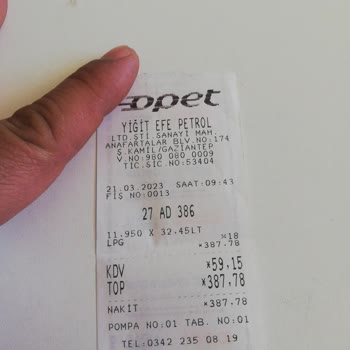 opet
YİĞİT EFE PETROL
LTD.ŞTİ.SANAYİ MAH.
ANAFARTALAR BLV.NO:174
Ş.KAMİL/GAZİANTEP
V.NO:980 080 0009
TİC.SİC.NO:53404
21.03.2023 SAAT:09:43
FİŞ NO:0013
27 AD 386
11.950 X 32.45LT
%18
LPG *387.78
KDV *59.15
TOP *387.78
NAKİT *387.78
POMPA NO:01 TAB. NO:01
TEL:0342 235 08 19